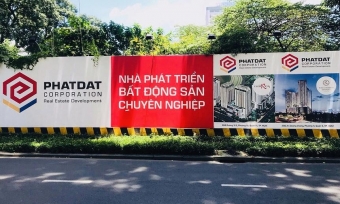 PHATDAT
CORPORATION
Real Estate Development
NHÀ PHÁT TRIỂN
BẤT ĐỘNG SẢN
CHUYÊN NGHIỆP
PHATDAT
CORPORATION
PHATDAT
CORPORATION